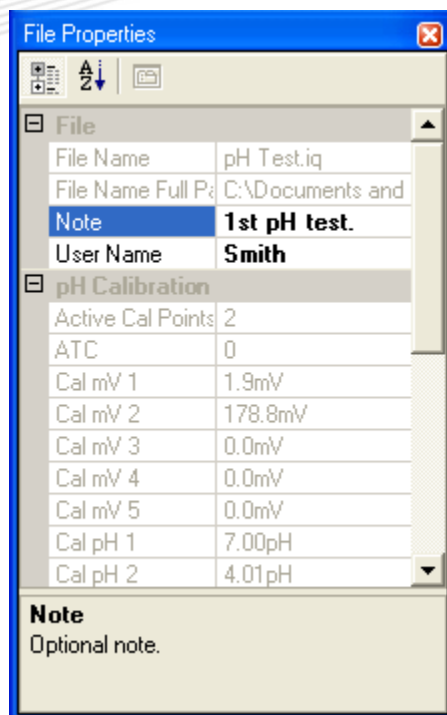 File Properties
File
File Name pH Test.iq
File Name Full Pa C:\Documents and
Note 1st pH test.
User Name Smith
pH Calibration
Active Cal Points 2
ATC 0
Cal mV 1 1.9mV
Cal mV 2 178.8mV
Cal mV 3 0.0mV
Cal mV 4 0.0mV
Cal mV 5 0.0mV
Cal pH 1 7.00pH
Cal pH 2 4.01pH
Note
Optional note.